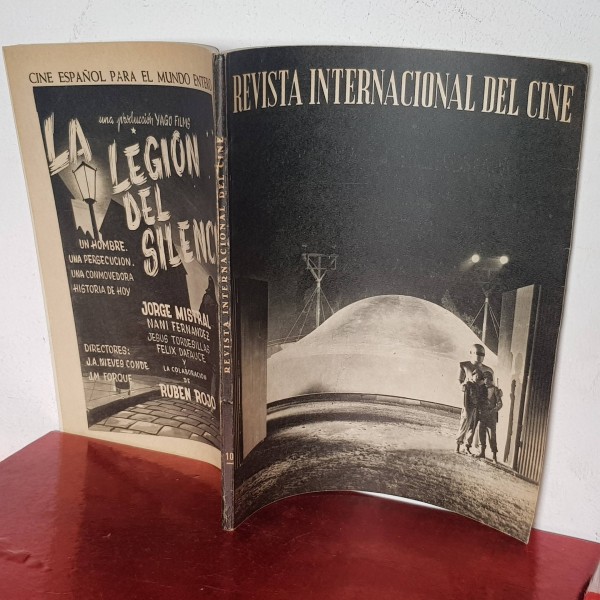 CINE ESPAÑOL PARA EL MUNDO ENTERO
una producción YAGO FILMS
LA
LEGIÓN
DEL
SILENC
UN HOMBRE.
UNA PERSECUCION.
UNA CONMOVEDORA
HISTORIA DE HOY
JORGE MISTRAL
NANI FERNANDEZ
JESUS TORDESILLAS
FELIX DAFAUCE
Y
LA COLABORACION
DE
RUBEN ROJO
DIRECTORES:
J.A. NIEVES CONDE
J.M. FORQUE
REVISTA INTERNACIONAL DEL CINE
10
REVISTA INTERNACIONAL DEL CINE